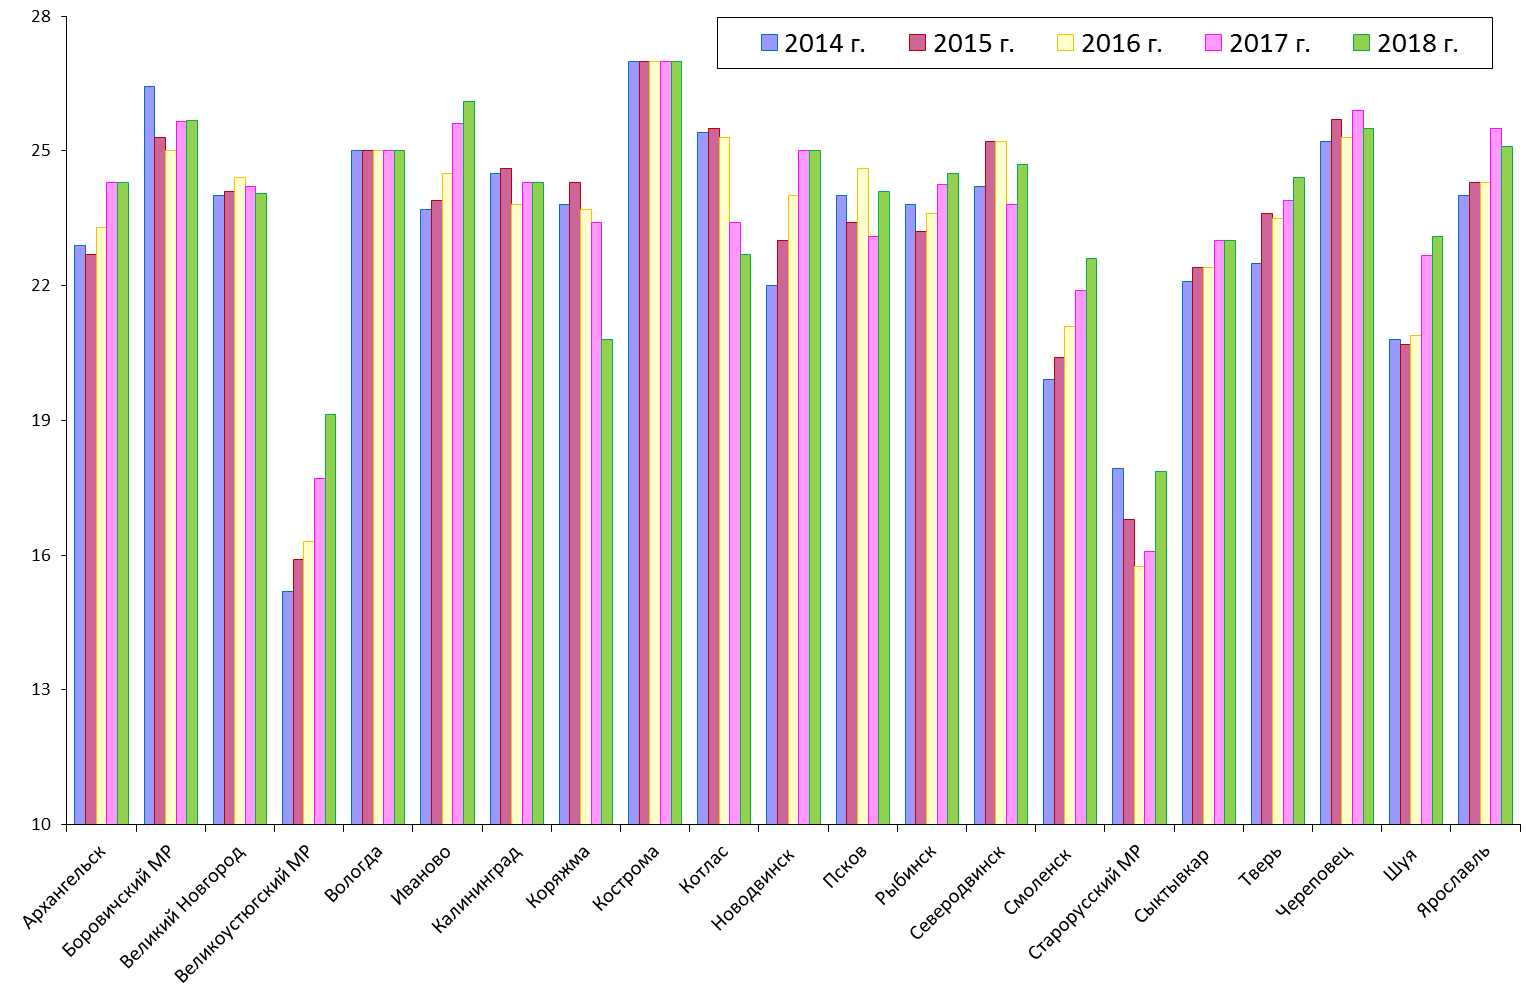 28
2014 г. 2015 г. 2016 г. 2017 г. 2018 г.
25
22
19
16
13
10
Архангельск
Боровичский МР
Великий Новгород
Великоустюгский МР
Вологда
Иваново
Калининград
Коряжма
Кострома
Котлас
Новодвинск
Псков
Рыбинск
Северодвинск
Смоленск
Старорусский МР
Сыктывкар
Тверь
Череповец
Шуя
Ярославль